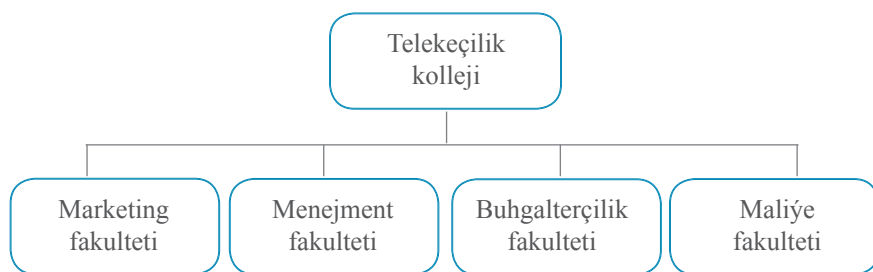 Telekeçilik
kolleji
Marketing
fakulteti
Menejment
fakulteti
Buhgalterçilik
fakulteti
Maliýe
fakulteti